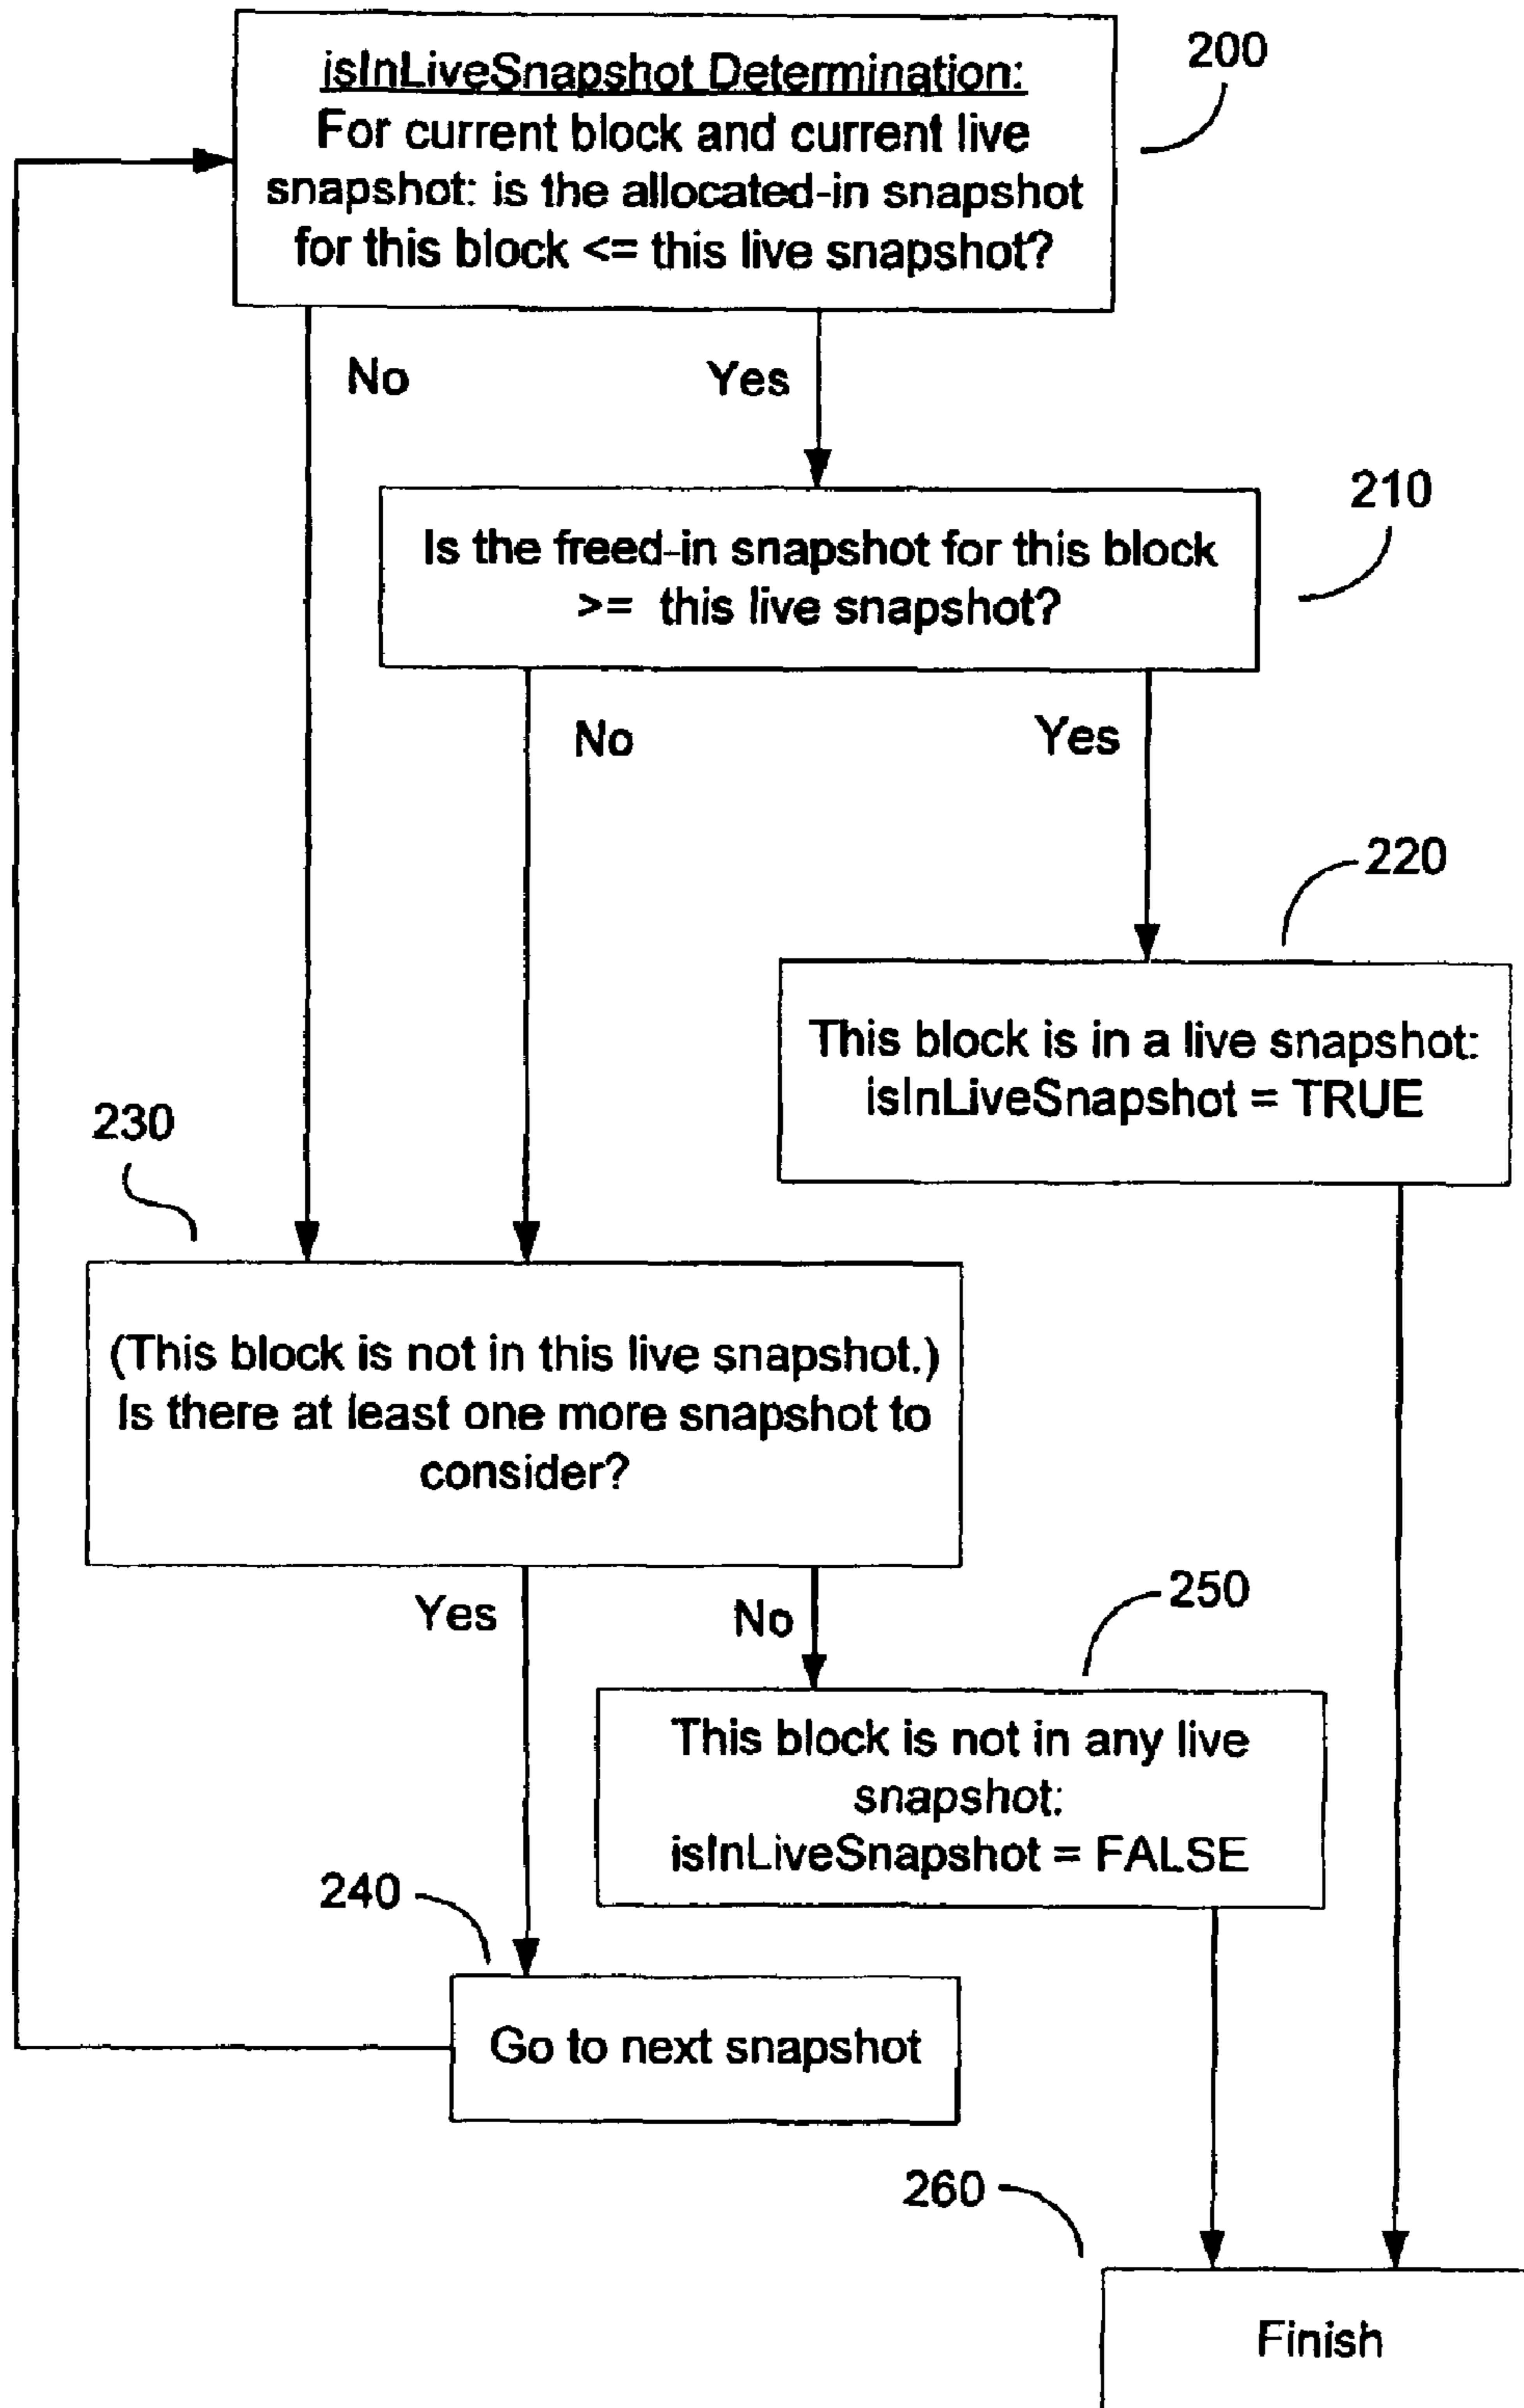 isInLiveSnapshot Determination:
For current block and current live
snapshot: is the allocated-in snapshot
for this block <= this live snapshot?
200
No
Yes
210
Is the freed-in snapshot for this block
>= this live snapshot?
No
Yes
220
This block is in a live snapshot:
isInLiveSnapshot = TRUE
230
(This block is not in this live snapshot.)
Is there at least one more snapshot to
consider?
Yes
No
250
This block is not in any live
snapshot:
isInLiveSnapshot = FALSE
240
Go to next snapshot
260
Finish